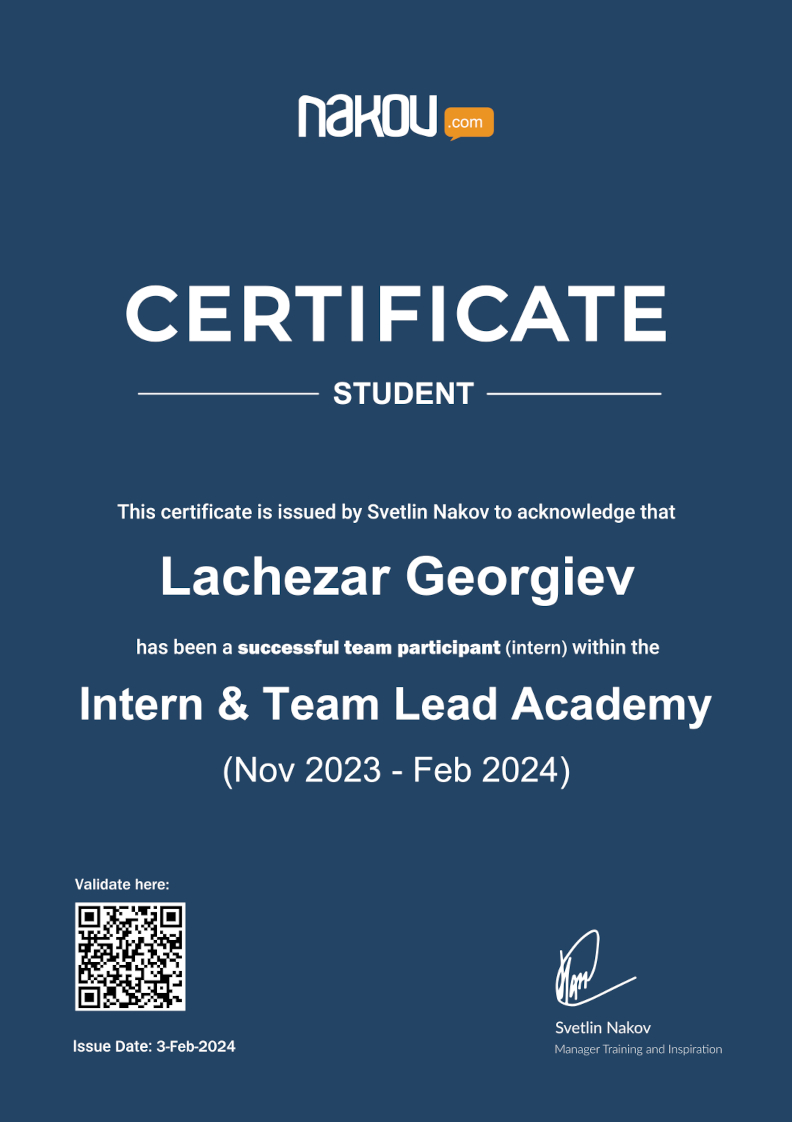 nakov .com
CERTIFICATE
STUDENT
This certificate is issued by Svetlin Nakov to acknowledge that
Lachezar Georgiev
has been a successful team participant (intern) within the
Intern & Team Lead Academy
(Nov 2023 - Feb 2024)
Validate here:
Issue Date: 3-Feb-2024
Svetlin Nakov
Manager Training and Inspiration